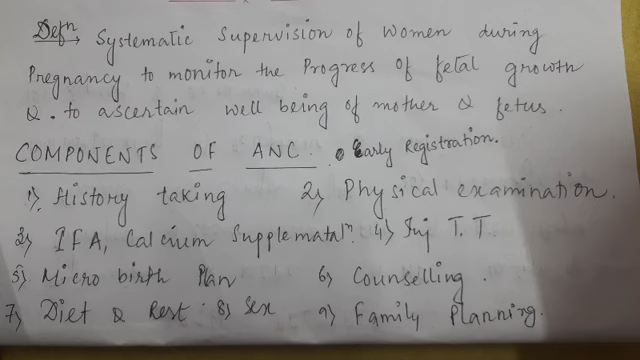 Defn → Systematic Supervision of Women during
Pregnancy to monitor the Progress of fetal growth
& . to ascertain well being of mother & fetus .
COMPONENTS OF ANC . • Early Registration.
1) History taking 2) Physical examination.
3) IFA, Calcium Supplematatn. 4) Inj T.T
5) Micro birth Plan 6) Counselling .
7) Diet & Rest . 8) Sex 9) Family Planning.